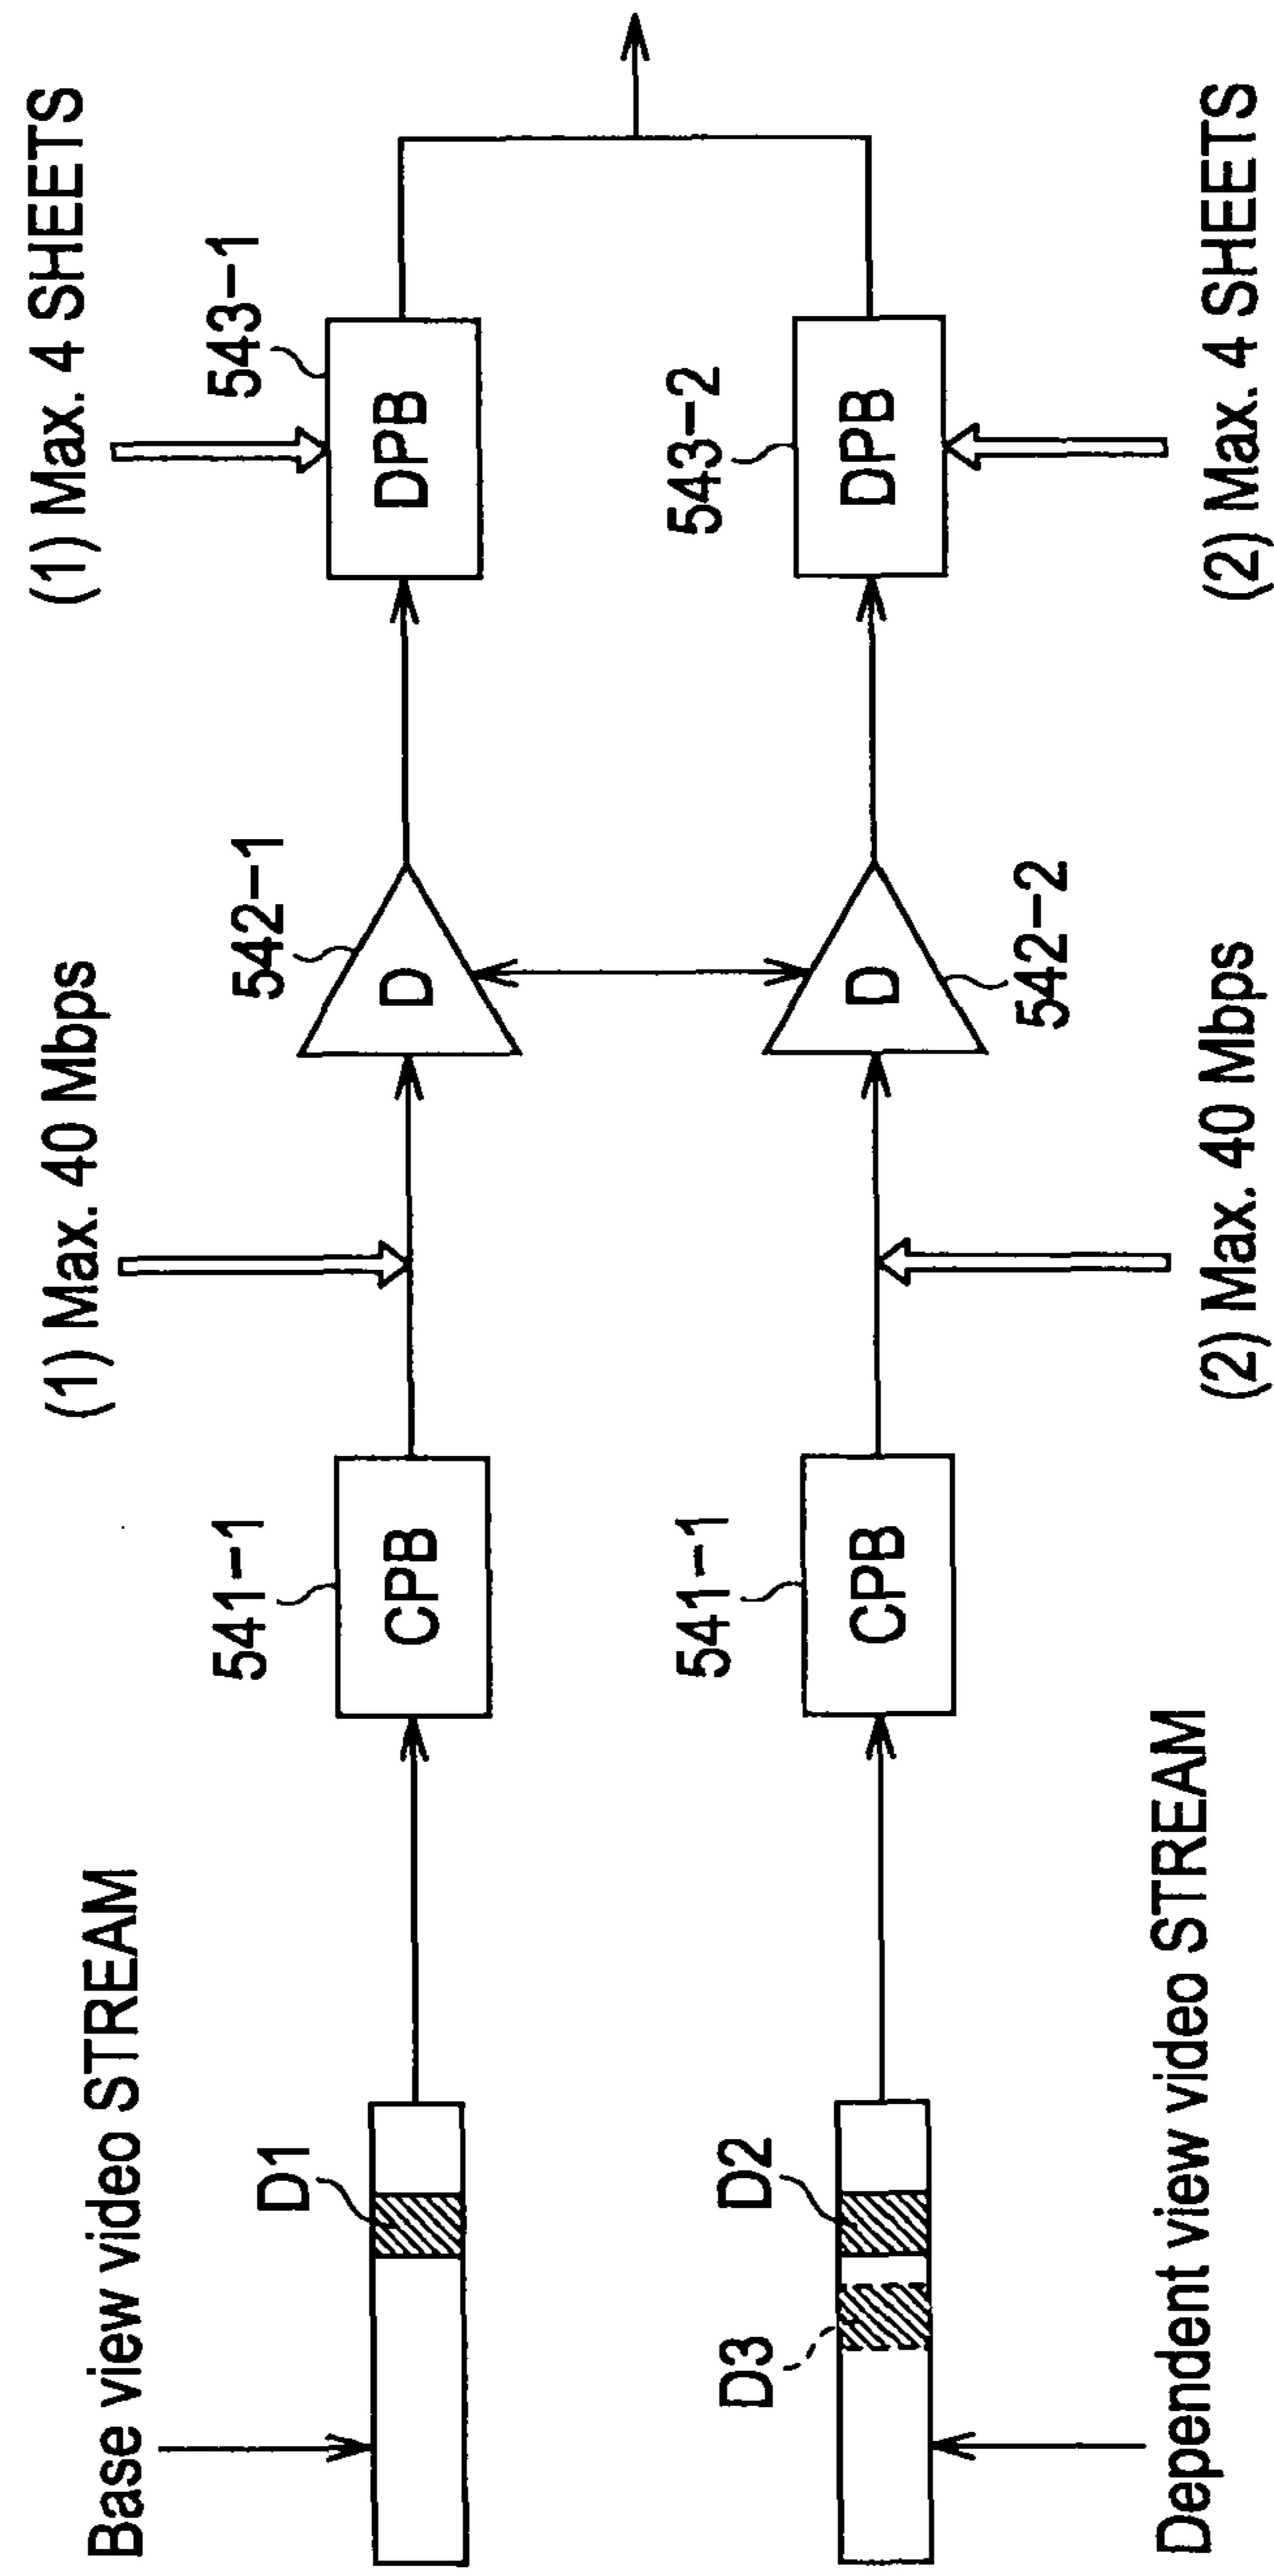 (1) Max. 40 Mbps
(1) Max. 4 SHEETS
Base view video STREAM
D1
541-1
CPB
542-1
D
543-1
DPB
D3
D2
541-1
CPB
542-2
D
543-2
DPB
Dependent view video STREAM
(2) Max. 40 Mbps
(2) Max. 4 SHEETS